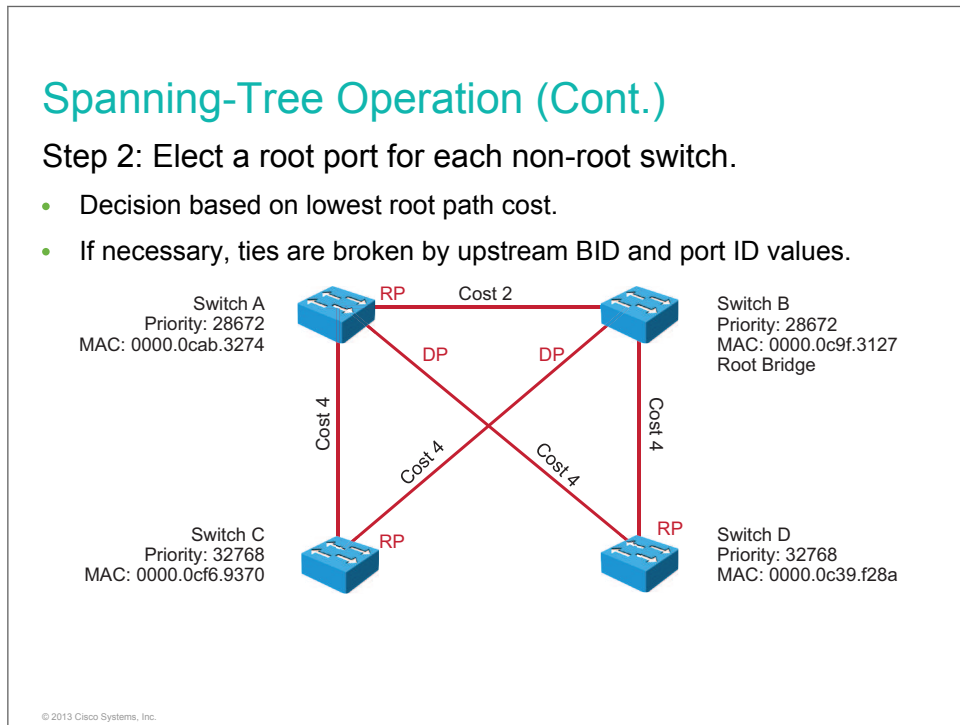 Spanning-Tree Operation (Cont.)
Step 2: Elect a root port for each non-root switch.
• Decision based on lowest root path cost.
• If necessary, ties are broken by upstream BID and port ID values.
Switch A
Priority: 28672
MAC: 0000.0cab.3274
RP
Cost 2
Switch B
Priority: 28672
MAC: 0000.0c9f.3127
Root Bridge
DP
DP
Cost 4
Cost 4
Cost 4
Cost 4
Switch C
Priority: 32768
MAC: 0000.0cf6.9370
RP
RP
Switch D
Priority: 32768
MAC: 0000.0c39.f28a
© 2013 Cisco Systems, Inc.